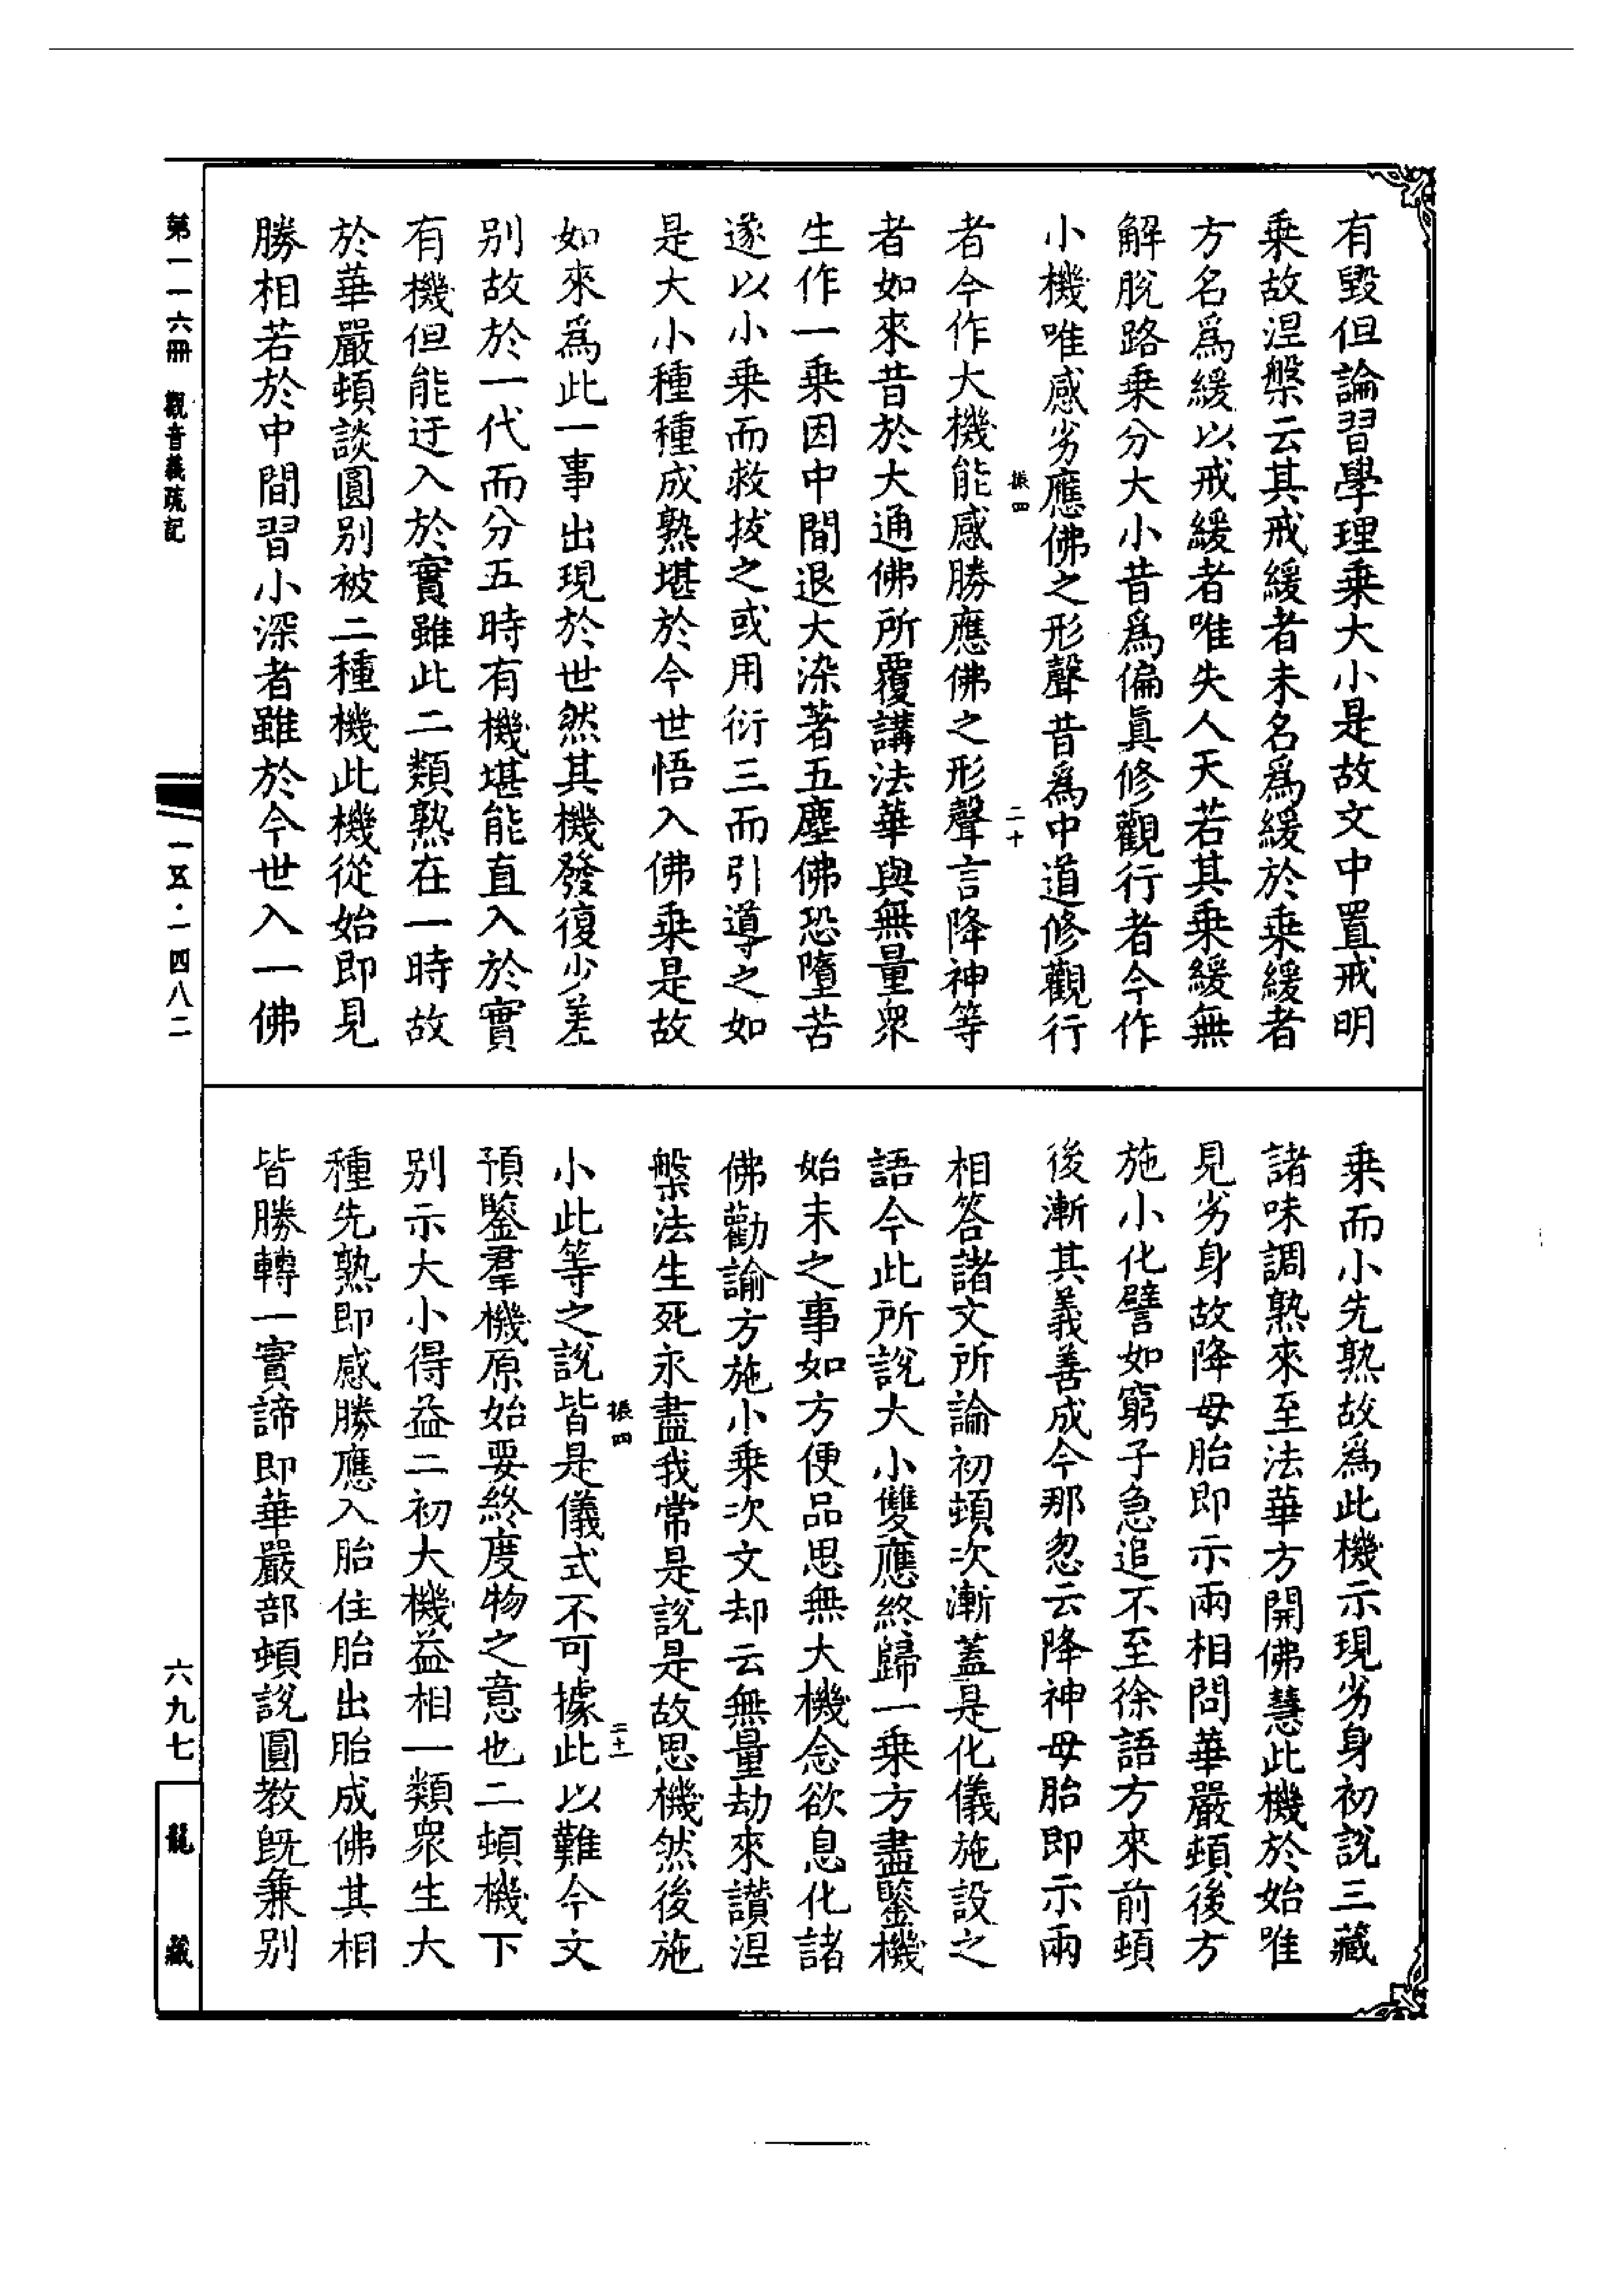 有毀但論習學理乘大小是故文中置戒明
乘故涅槃云其戒緩者未名為緩於乘緩者
方名為緩以戒緩者唯失人天若其乘緩無
解脫路乘分大小昔為偏眞修觀行者今作
小機唯感劣應佛之形聲昔為中道修觀行
振四
二十
者今作大機能感勝應佛之形聲言降神等
者如來昔於大通佛所覆講法華與無量眾
生作一乘因中間退大染著五塵佛恐墮苦
遂以小乘而救拔之或用衍三而引導之如
是大小種種成熟堪於今世悟入佛乘是故
如來爲此一事出現於世然其機發復少差
別故於一代而分五時有機堪能直入於實
有機但能迂入於實雖此二類熟在一時故
於華嚴頓談圓別被二種機此機從始即見
勝相若於中間習小深者雖於今世入一佛
乘而小先熟故爲此機示現劣身初說三藏
諸味調熟來至法華方開佛慧此機於始唯
見劣身故降母胎即示兩相問華嚴頓後方
施小化譬如窮子急追不至徐語方來前頓
後漸其義善成今那忽云降神母胎即示兩
相答諸文所論初頓次漸蓋是化儀施設之
語今此所說大小雙應終歸一乘方盡鑒機
始末之事如方便品思無大機念欲息化諸
佛勸諭方施小乘次文却云無量劫來讚涅
槃法生死永盡我常是說是故思機然後施
振四
二十一
小此等之說皆是儀式不可據此以難今文
預鑒羣機原始要終度物之意也二頓機下
別示大小得益二初大機益相一類眾生大
種先熟即感勝應入胎住胎出胎成佛其相
皆勝轉一實諦即華嚴部頓說圓教旣兼別
第一一六冊 觀音義疏記
一五·一四八二
六九七
龍藏